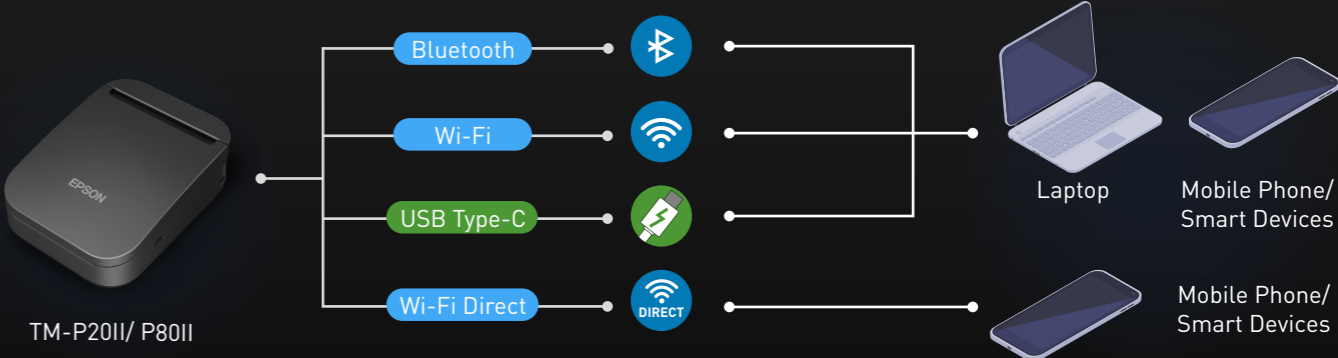 Bluetooth
Wi-Fi
USB Type-C
Wi-Fi Direct
DIRECT
EPSON
TM-P20II/ P80II
Laptop
Mobile Phone/
Smart Devices
Mobile Phone/
Smart Devices